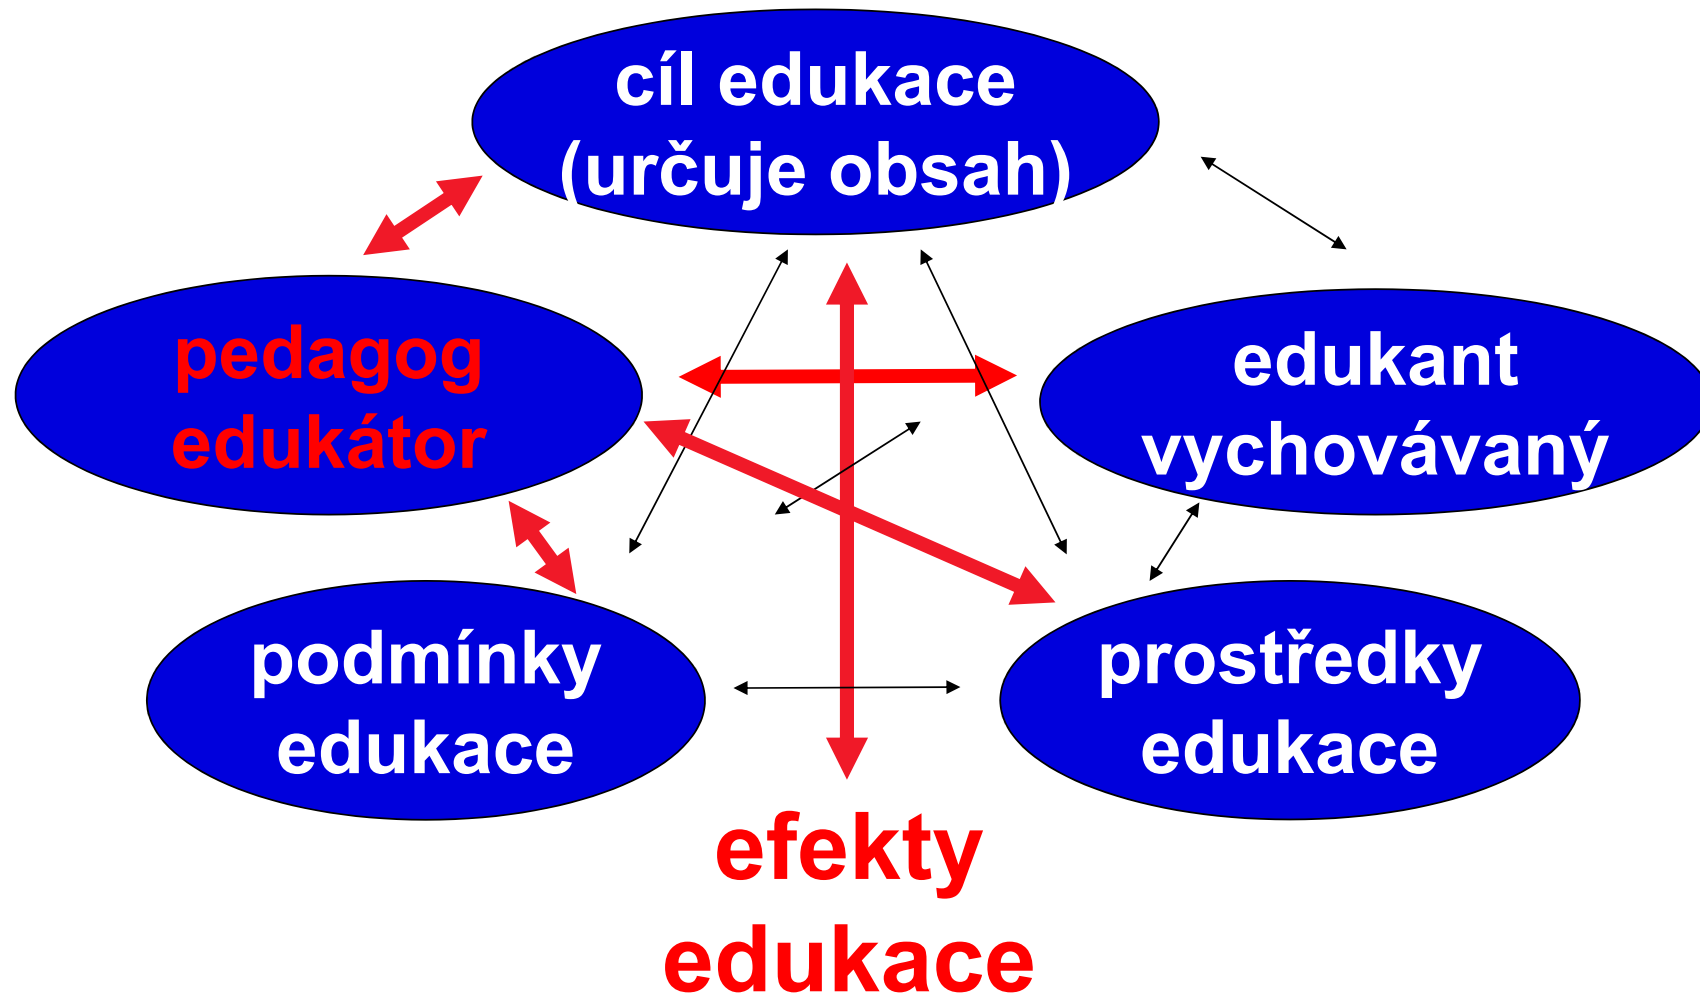 cíl edukace
(určuje obsah)
pedagog
edukátor
edukant
vychovávaný
podmínky
edukace
prostředky
edukace
efekty
edukace